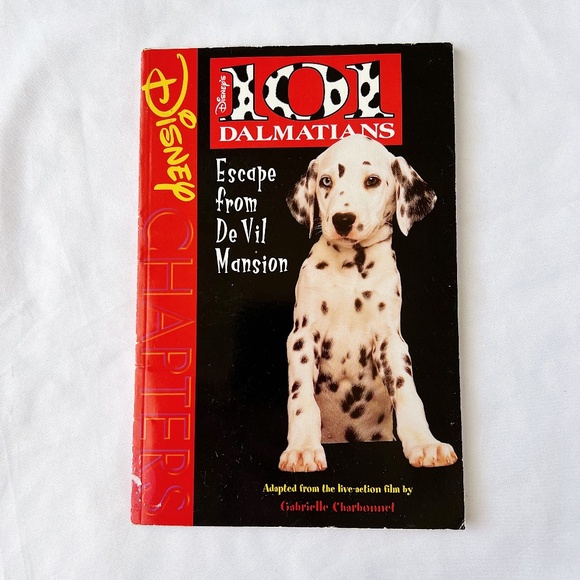 Disney
CHAPTERS
Disney's
101
DALMATIANS
Escape
from
De Vil
Mansion
Adapted from the live-action film by
Gabrielle Charbonnet